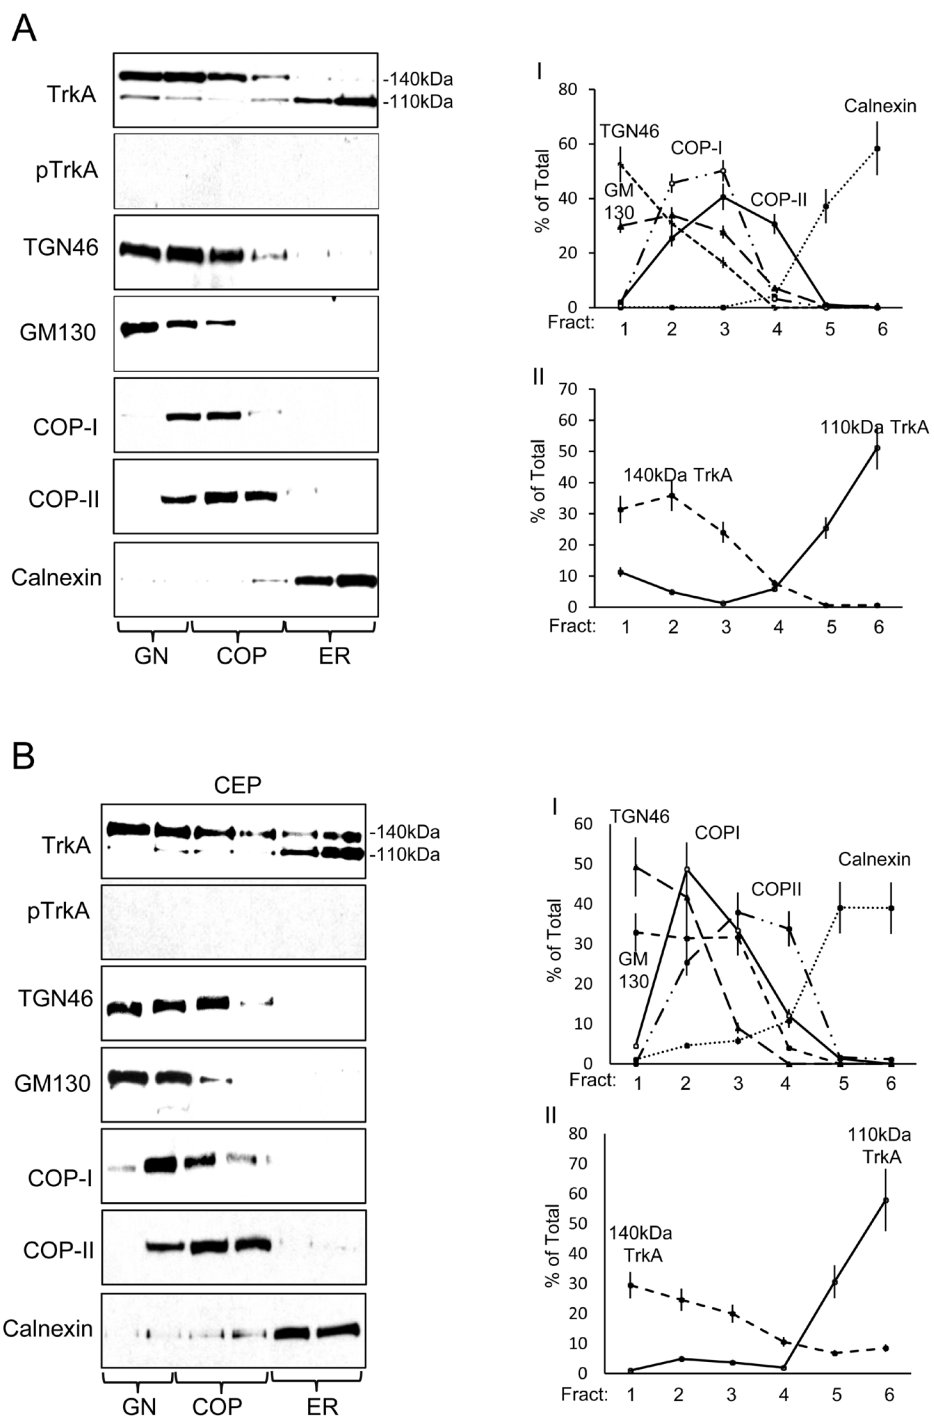 A
TrkA
-140kDa
-110kDa
pTrkA
TGN46
GM130
COP-I
COP-II
Calnexin
GN COP ER
I
80
60
40
20
0
% of Total
TGN46
GM
130
COP-I
COP-II
Calnexin
Fract: 1 2 3 4 5 6
II
70
60
50
40
30
20
10
0
% of Total
140kDa TrkA
110kDa TrkA
Fract: 1 2 3 4 5 6
B
CEP
TrkA
-140kDa
-110kDa
pTrkA
TGN46
GM130
COP-I
COP-II
Calnexin
GN COP ER
I
60
50
40
30
20
10
0
% of Total
TGN46
GM
130
COPI
COPII
Calnexin
Fract: 1 2 3 4 5 6
II
80
70
60
50
40
30
20
10
0
% of Total
140kDa
TrkA
110kDa
TrkA
Fract: 1 2 3 4 5 6